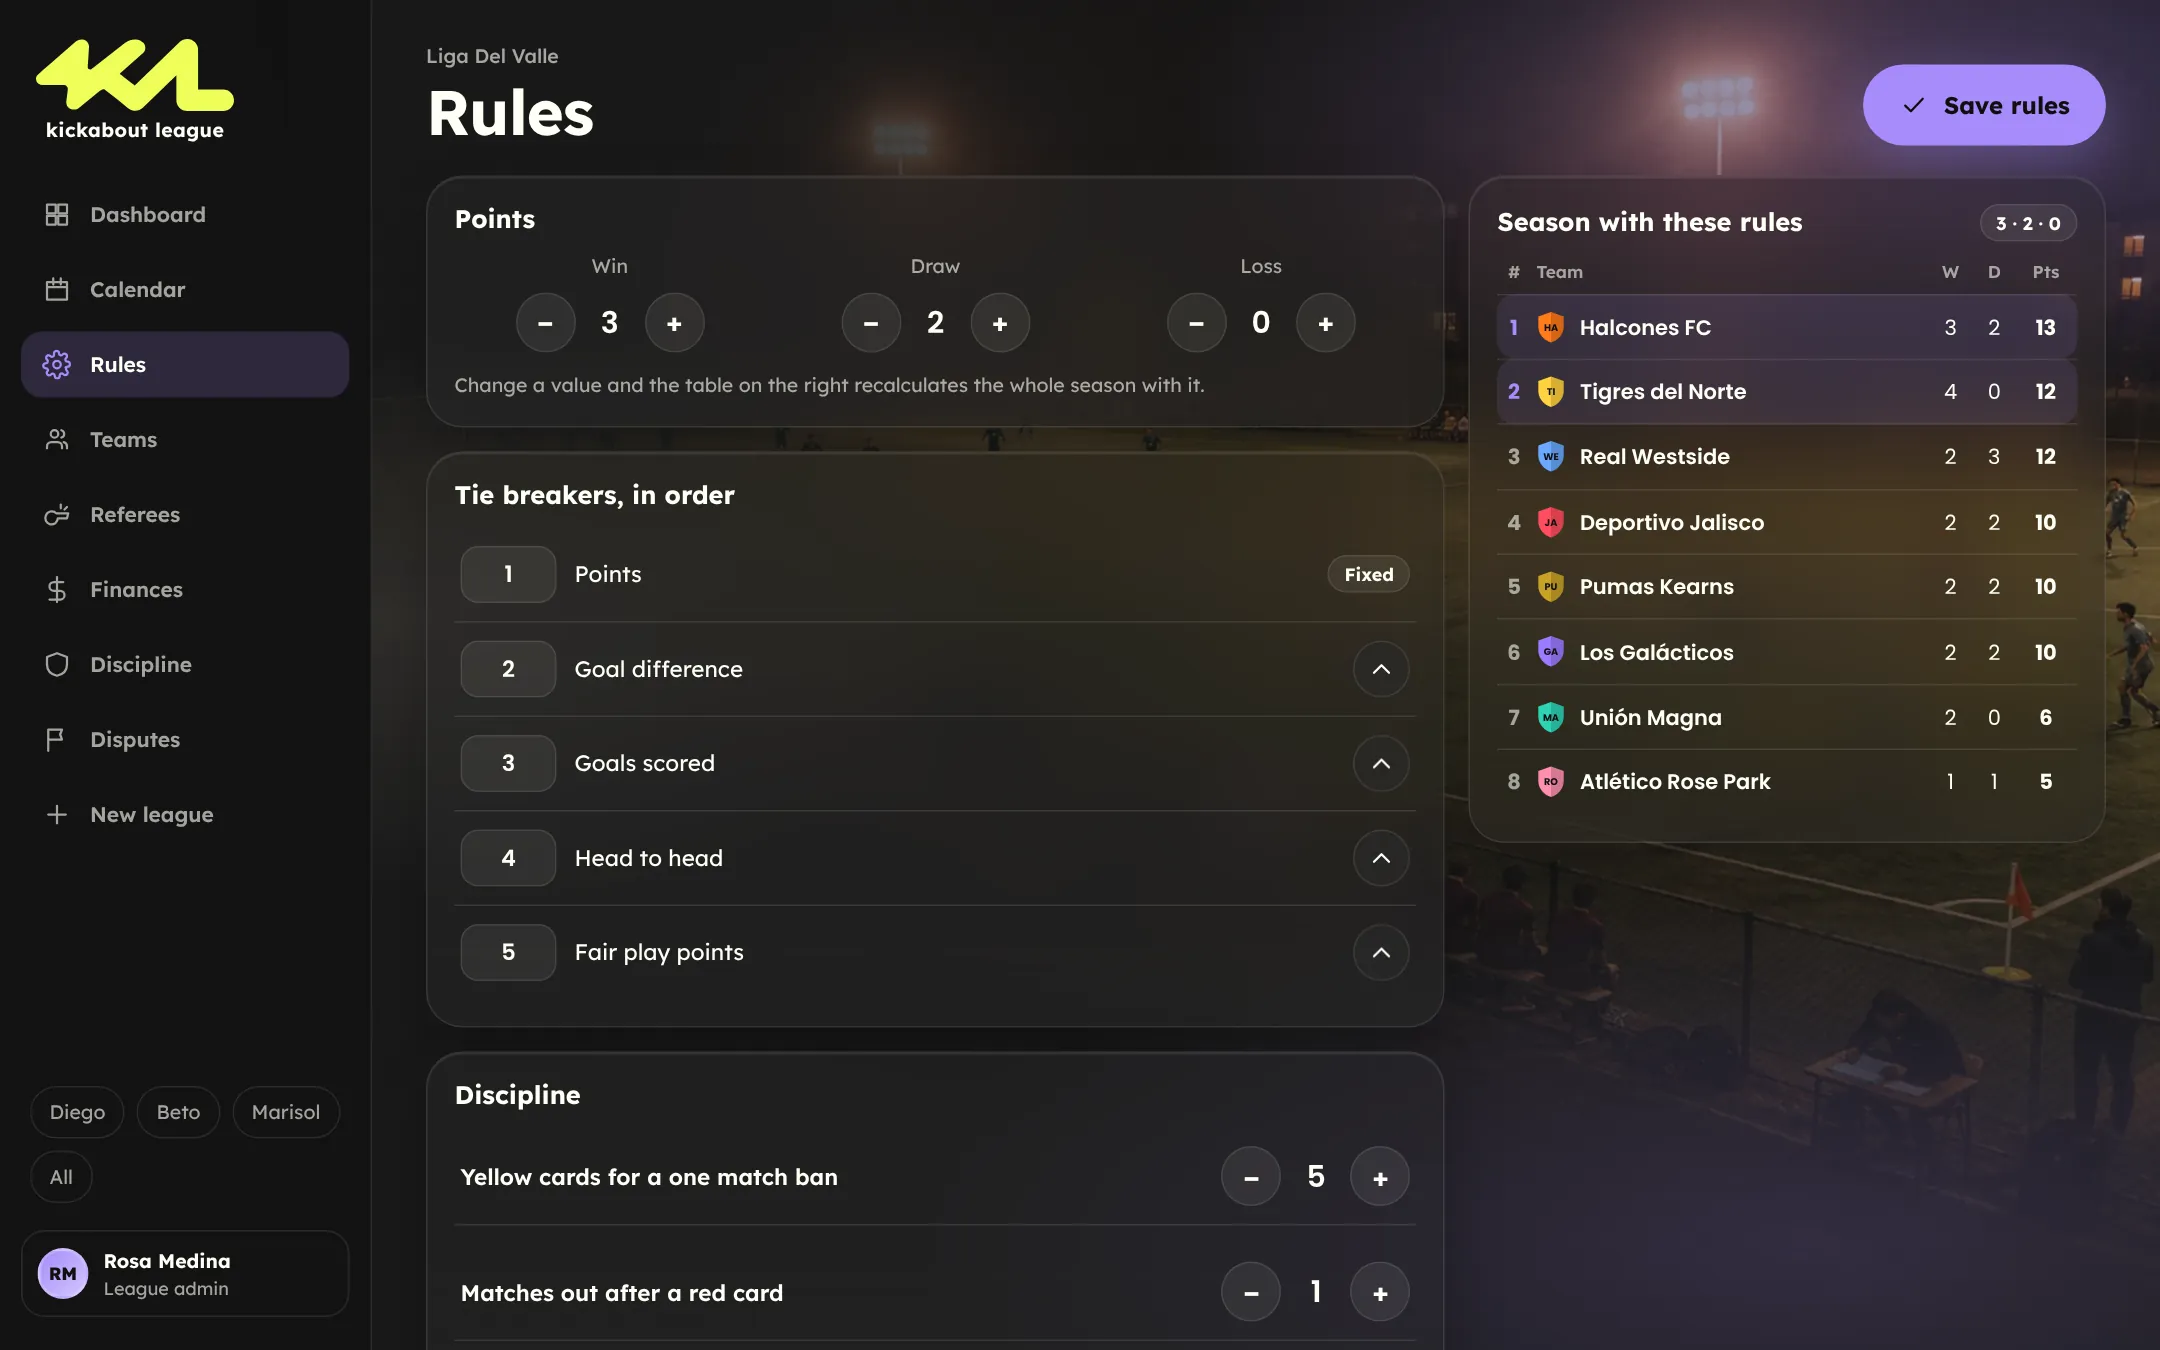 kickabout league
Dashboard
Calendar
Rules
Teams
Referees
Finances
Discipline
Disputes
New league
Diego Beto Marisol
All
RM Rosa Medina
League admin
Liga Del Valle
Rules
Save rules
Points
Win Draw Loss
− 3 + − 2 + − 0 +
Change a value and the table on the right recalculates the whole season with it.
Tie breakers, in order
1 Points Fixed
2 Goal difference
3 Goals scored
4 Head to head
5 Fair play points
Discipline
Yellow cards for a one match ban − 5 +
Matches out after a red card − 1 +
Season with these rules 3 · 2 · 0
# Team W D Pts
1 HA Halcones FC 3 2 13
2 TI Tigres del Norte 4 0 12
3 WE Real Westside 2 3 12
4 JA Deportivo Jalisco 2 2 10
5 PU Pumas Kearns 2 2 10
6 GA Los Galácticos 2 2 10
7 MA Unión Magna 2 0 6
8 RO Atlético Rose Park 1 1 5